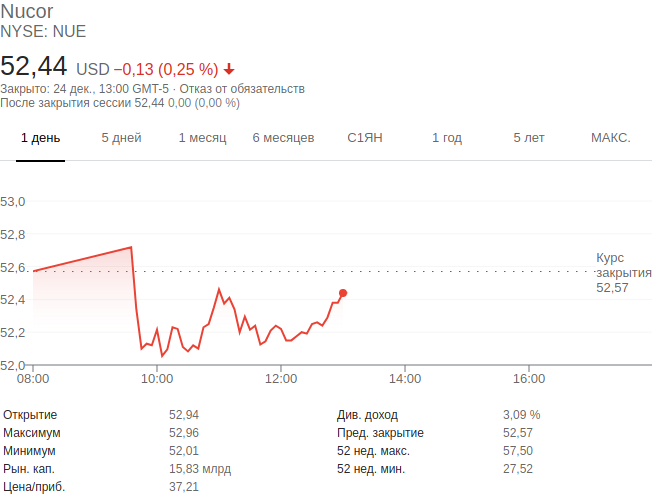 Nucor
NYSE: NUE
52,44 USD −0,13 (0,25 %)
Закрыто: 24 дек., 13:00 GMT-5 · Отказ от обязательств
После закрытия сессии 52,44 0,00 (0,00 %)
1 день 5 дней 1 месяц 6 месяцев С1ЯН 1 год 5 лет МАКС.
53,0
52,8
Курс
52,6 закрытия
52,57
52,4
52,2
52,0
08:00 10:00 12:00 14:00 16:00
Открытие 52,94 Див. доход 3,09 %
Максимум 52,96 Пред. закрытие 52,57
Минимум 52,01 52 нед. макс. 57,50
Рын. кап. 15,83 млрд 52 нед. мин. 27,52
Цена/приб. 37,21